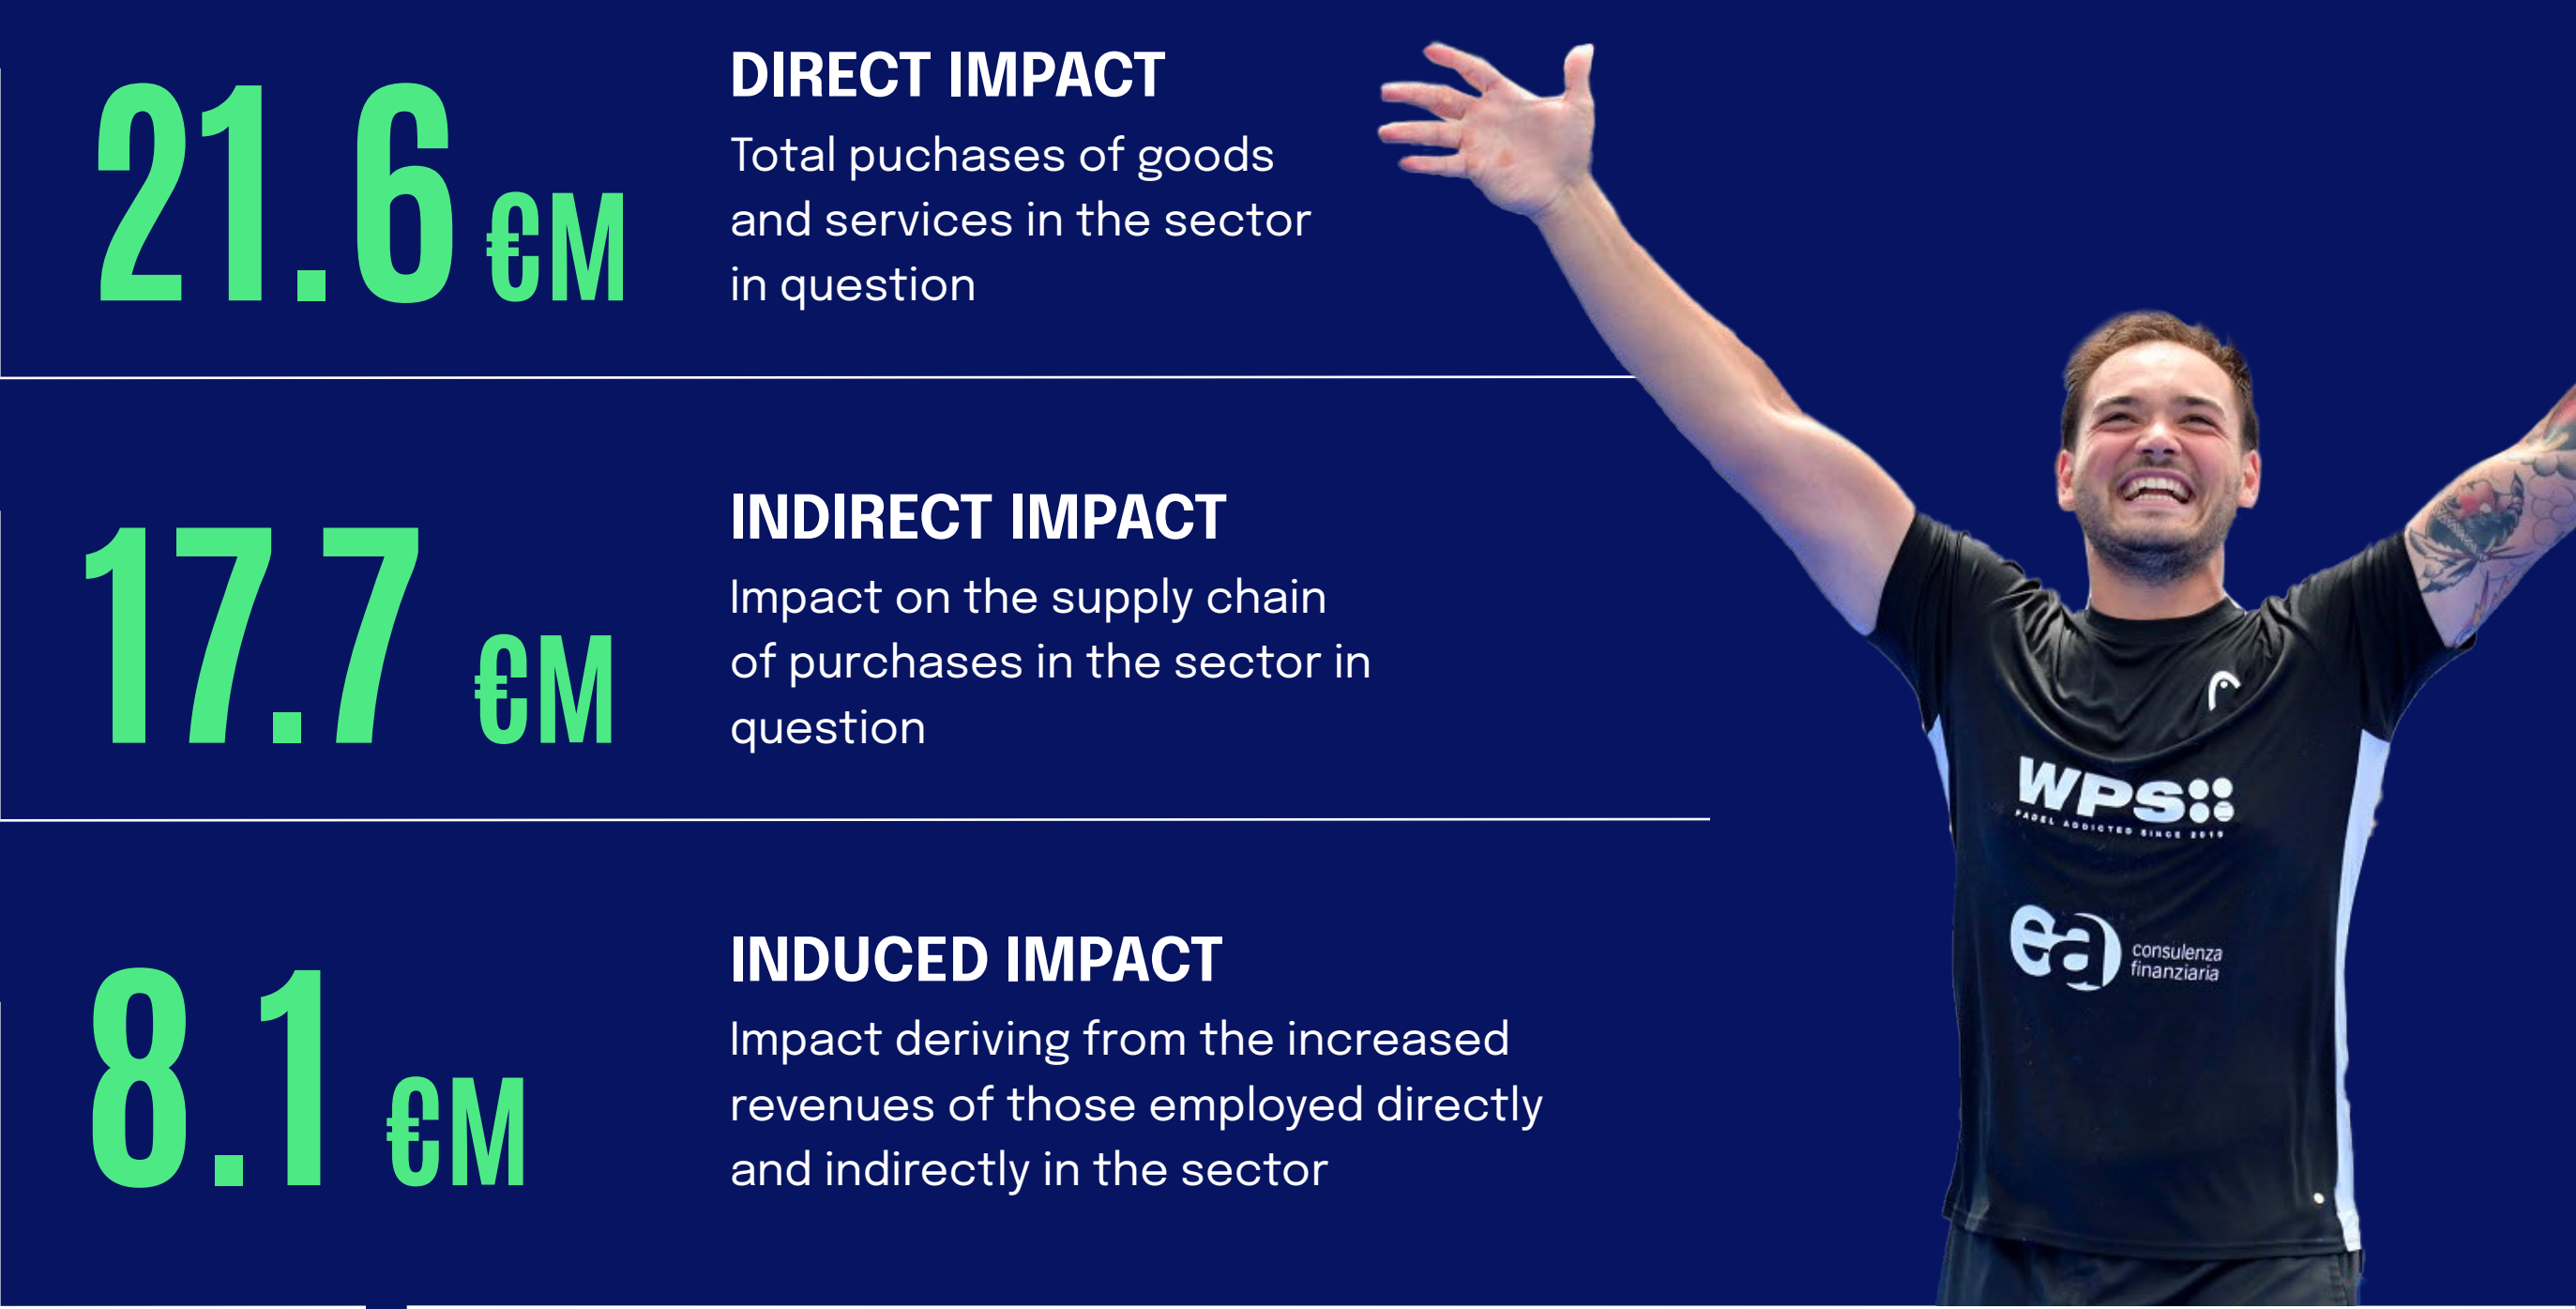 21.6 €M
DIRECT IMPACT
Total puchases of goods
and services in the sector
in question
17.7 €M
INDIRECT IMPACT
Impact on the supply chain
of purchases in the sector in
question
8.1 €M
INDUCED IMPACT
Impact deriving from the increased
revenues of those employed directly
and indirectly in the sector
WPS
PADEL ADDICTED SINCE 2019
ea consulenza
finanziaria